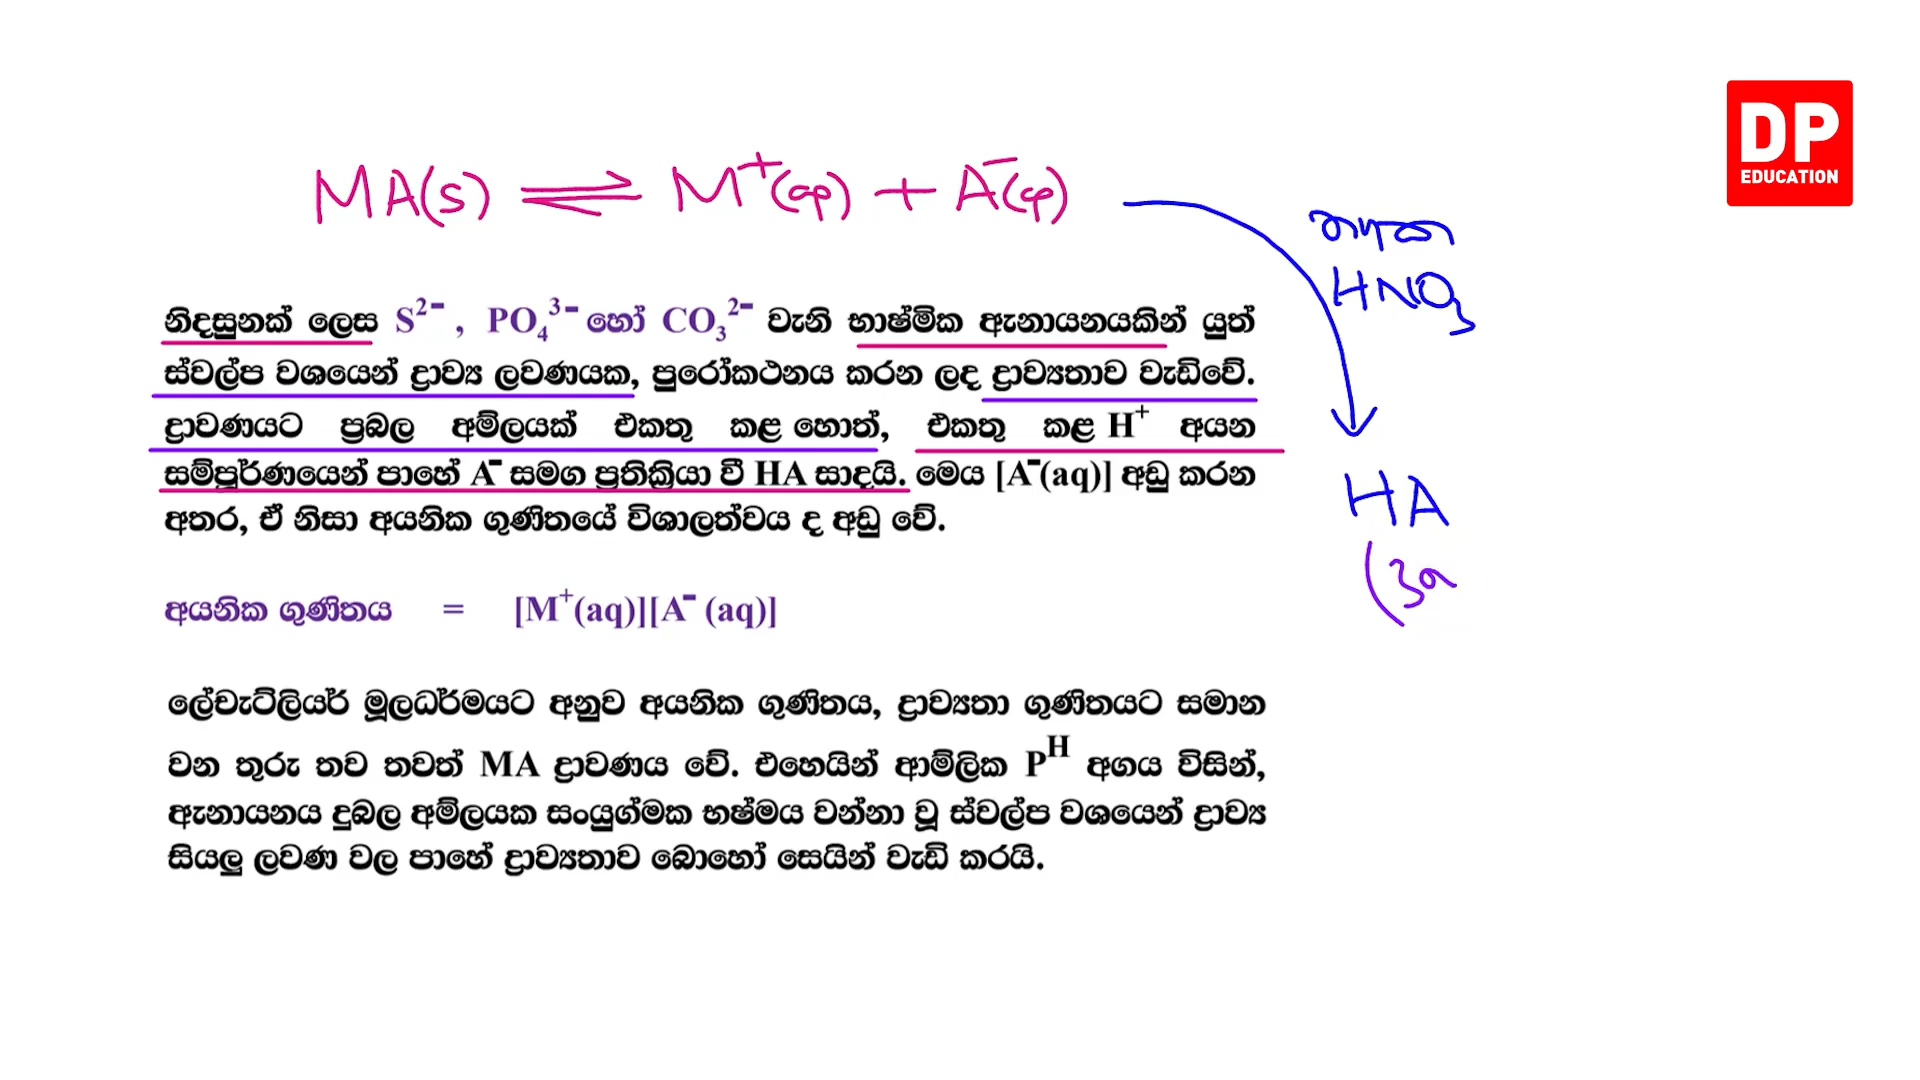 DP
EDUCATION
MA(s) ⇌ M⁺(aq) + A⁻(aq)
තනුක
HNO₃
නිදසුනක් ලෙස S²⁻ , PO₄³⁻ හෝ CO₃²⁻ වැනි භාෂ්මික ඇනායනයකින් යුත්
ස්වල්ප වශයෙන් ද්‍රාව්‍ය ලවණයක, පුරෝකථනය කරන ලද ද්‍රාව්‍යතාව වැඩිවේ.
ද්‍රාවණයට ප්‍රබල අම්ලයක් එකතු කළ හොත්, එකතු කළ H⁺ අයන
සම්පූර්ණයෙන් පාහේ A⁻ සමග ප්‍රතික්‍රියා වී HA සාදයි. මෙය [A⁻(aq)] අඩු කරන
අතර, ඒ නිසා අයනික ගුණිතයේ විශාලත්වය ද අඩු වේ.
HA
අයනික ගුණිතය = [M⁺(aq)][A⁻ (aq)]
ලේචැට්ලියර් මූලධර්මයට අනුව අයනික ගුණිතය, ද්‍රාව්‍යතා ගුණිතයට සමාන
වන තුරු තව තවත් MA ද්‍රාවණය වේ. එහෙයින් ආම්ලික Pᴴ අගය විසින්,
ඇනායනය දුබල අම්ලයක සංයුග්මක භෂ්මය වන්නා වූ ස්වල්ප වශයෙන් ද්‍රාව්‍ය
සියලු ලවණ වල පාහේ ද්‍රාව්‍යතාව බොහෝ සෙයින් වැඩි කරයි.